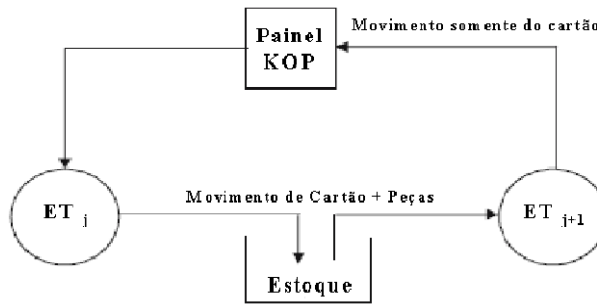 Painel
KOP
Movimento somente do cartão
ET j
Movimento de Cartão + Peças
ET j+1
Estoque